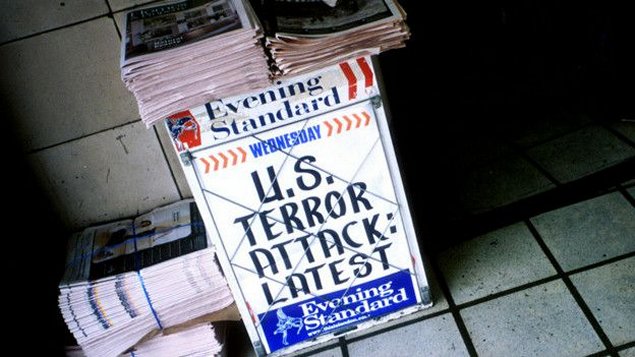 Evening
Standard
WEDNESDAY
U.S.
TERROR
ATTACK:
LATEST
Evening
Standard